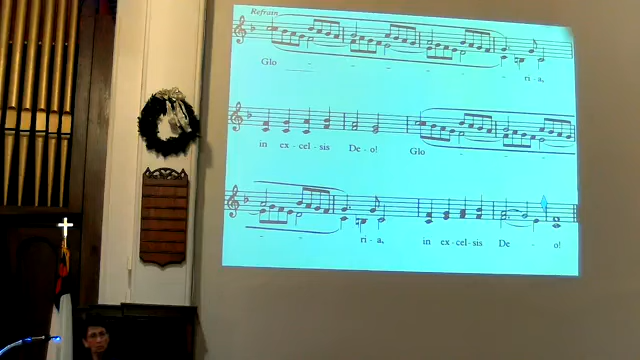 Refrain
Glo - - - - - ri - a,
in ex - cel - sis De - o! Glo - - -
- - ri - a, in ex - cel - sis De - o!